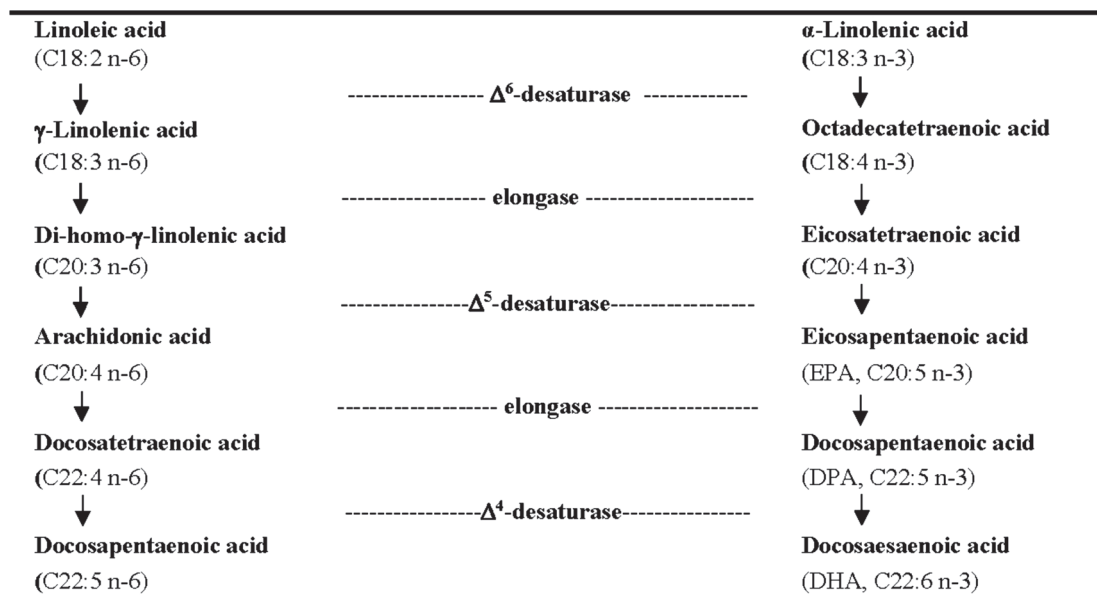 Linoleic acid
(C18:2 n-6)
α-Linolenic acid
(C18:3 n-3)
Δ⁶-desaturase
γ-Linolenic acid
(C18:3 n-6)
Octadecatetraenoic acid
(C18:4 n-3)
elongase
Di-homo-γ-linolenic acid
(C20:3 n-6)
Eicosatetraenoic acid
(C20:4 n-3)
Δ⁵-desaturase
Arachidonic acid
(C20:4 n-6)
Eicosapentaenoic acid
(EPA, C20:5 n-3)
elongase
Docosatetraenoic acid
(C22:4 n-6)
Docosapentaenoic acid
(DPA, C22:5 n-3)
Δ⁴-desaturase
Docosapentaenoic acid
(C22:5 n-6)
Docosaesaenoic acid
(DHA, C22:6 n-3)